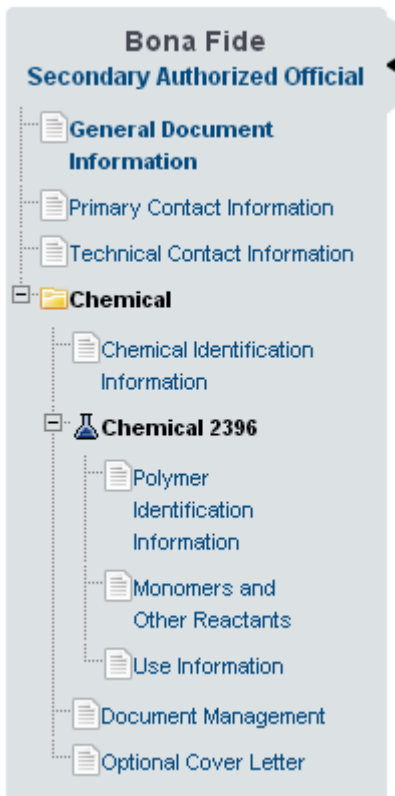 Bona Fide
Secondary Authorized Official
General Document
Information
Primary Contact Information
Technical Contact Information
Chemical
Chemical Identification
Information
Chemical 2396
Polymer
Identification
Information
Monomers and
Other Reactants
Use Information
Document Management
Optional Cover Letter